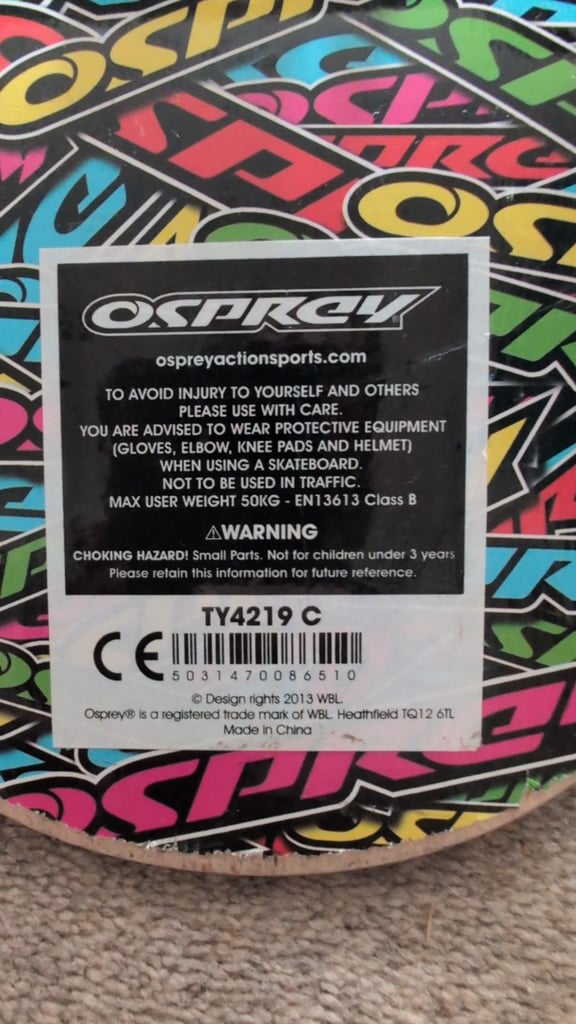 OSPREY
OSPREY
ospreyactionsports.com
TO AVOID INJURY TO YOURSELF AND OTHERS
PLEASE USE WITH CARE.
YOU ARE ADVISED TO WEAR PROTECTIVE EQUIPMENT
(GLOVES, ELBOW, KNEE PADS AND HELMET)
WHEN USING A SKATEBOARD.
NOT TO BE USED IN TRAFFIC.
MAX USER WEIGHT 50KG - EN13613 Class B
⚠WARNING
CHOKING HAZARD! Small Parts. Not for children under 3 years
Please retain this information for future reference.
TY4219 C
CE
5031470086510
© Design rights 2013 WBL.
Osprey® is a registered trade mark of WBL. Heathfield TQ12 6TL
Made in China
OSPREY